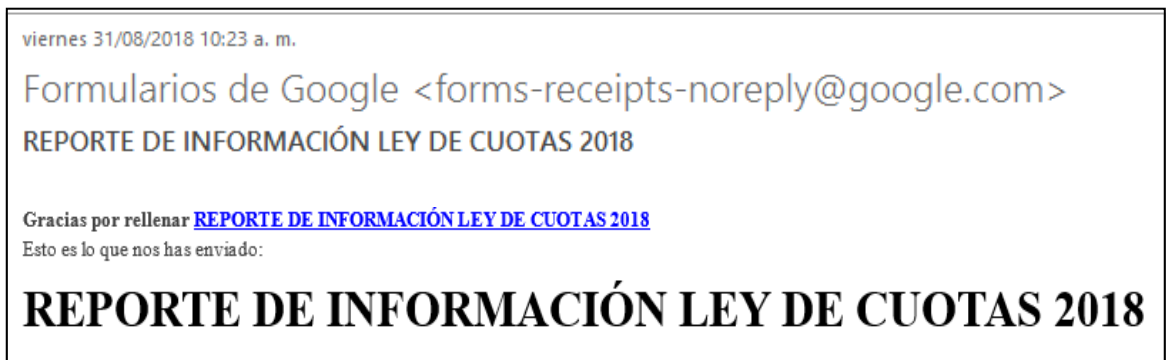 viernes 31/08/2018 10:23 a. m.
Formularios de Google <forms-receipts-noreply@google.com>
REPORTE DE INFORMACIÓN LEY DE CUOTAS 2018
Gracias por rellenar REPORTE DE INFORMACIÓN LEY DE CUOTAS 2018
Esto es lo que nos has enviado:
REPORTE DE INFORMACIÓN LEY DE CUOTAS 2018